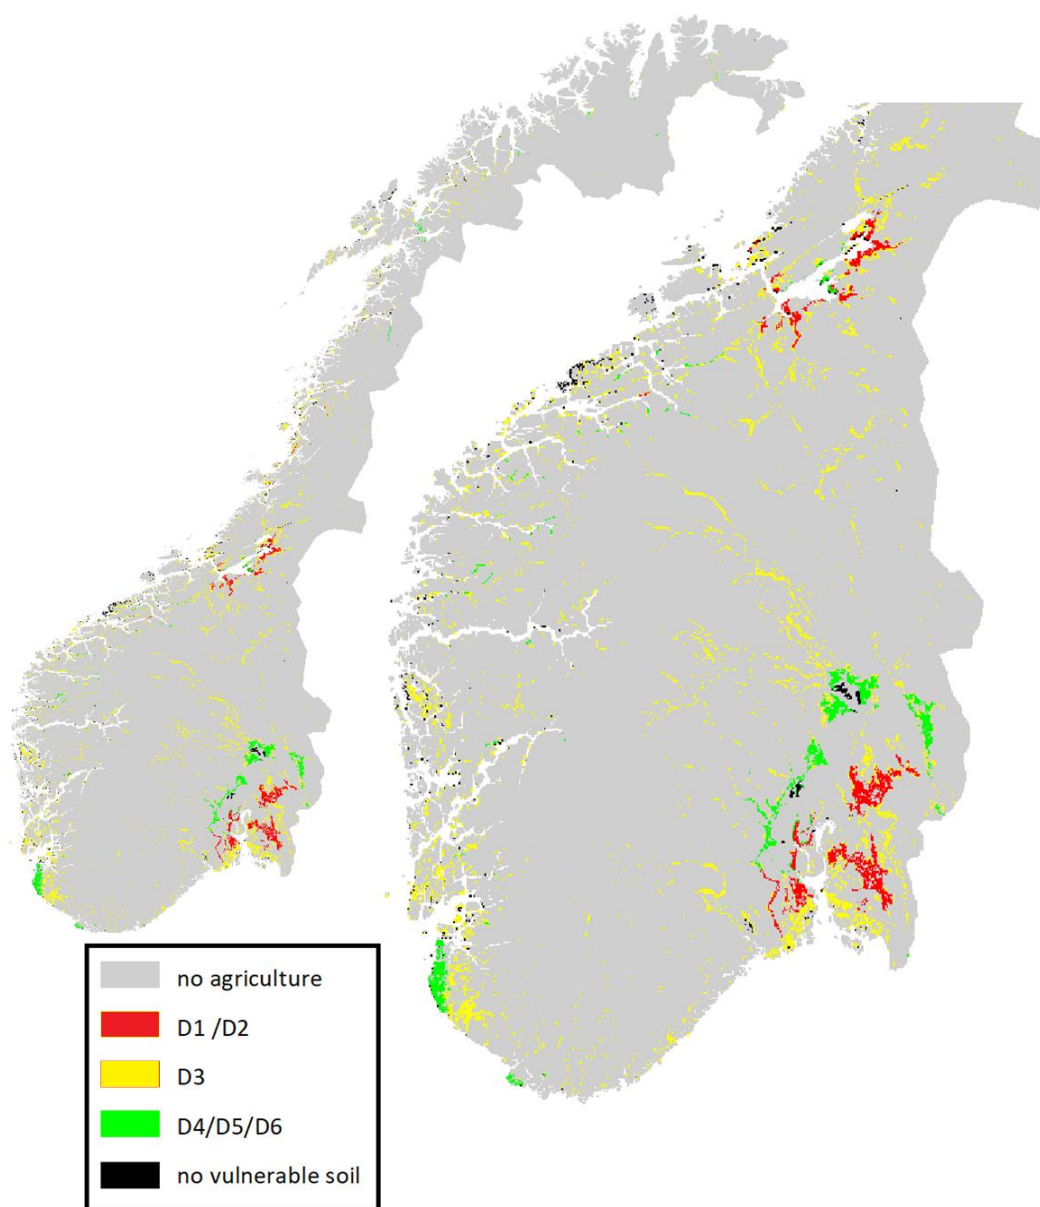 no agriculture
D1 /D2
D3
D4/D5/D6
no vulnerable soil